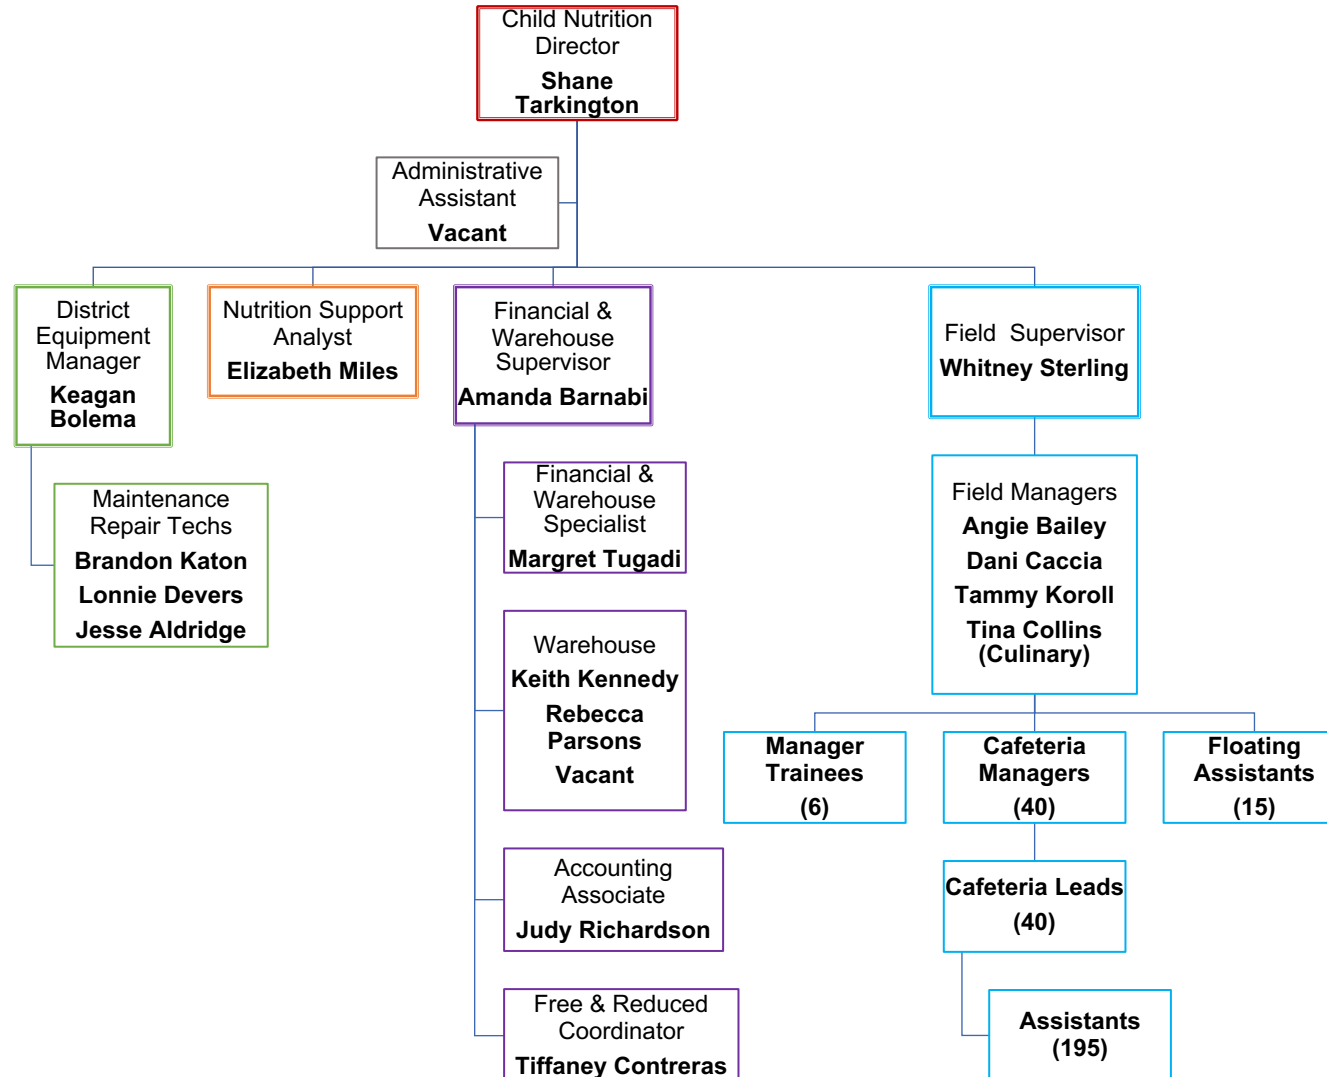 Child Nutrition
Director
Shane
Tarkington
Administrative
Assistant
Vacant
District
Equipment
Manager
Keagan
Bolema
Nutrition Support
Analyst
Elizabeth Miles
Financial &
Warehouse
Supervisor
Amanda Barnabi
Field  Supervisor
Whitney Sterling
Maintenance
Repair Techs
Brandon Katon
Lonnie Devers
Jesse Aldridge
Financial &
Warehouse
Specialist
Margret Tugadi
Warehouse
Keith Kennedy
Rebecca
Parsons
Vacant
Accounting
Associate
Judy Richardson
Free & Reduced
Coordinator
Tiffaney Contreras
Field Managers
Angie Bailey
Dani Caccia
Tammy Koroll
Tina Collins
(Culinary)
Manager
Trainees
(6)
Cafeteria
Managers
(40)
Floating
Assistants
(15)
Cafeteria Leads
(40)
Assistants
(195)